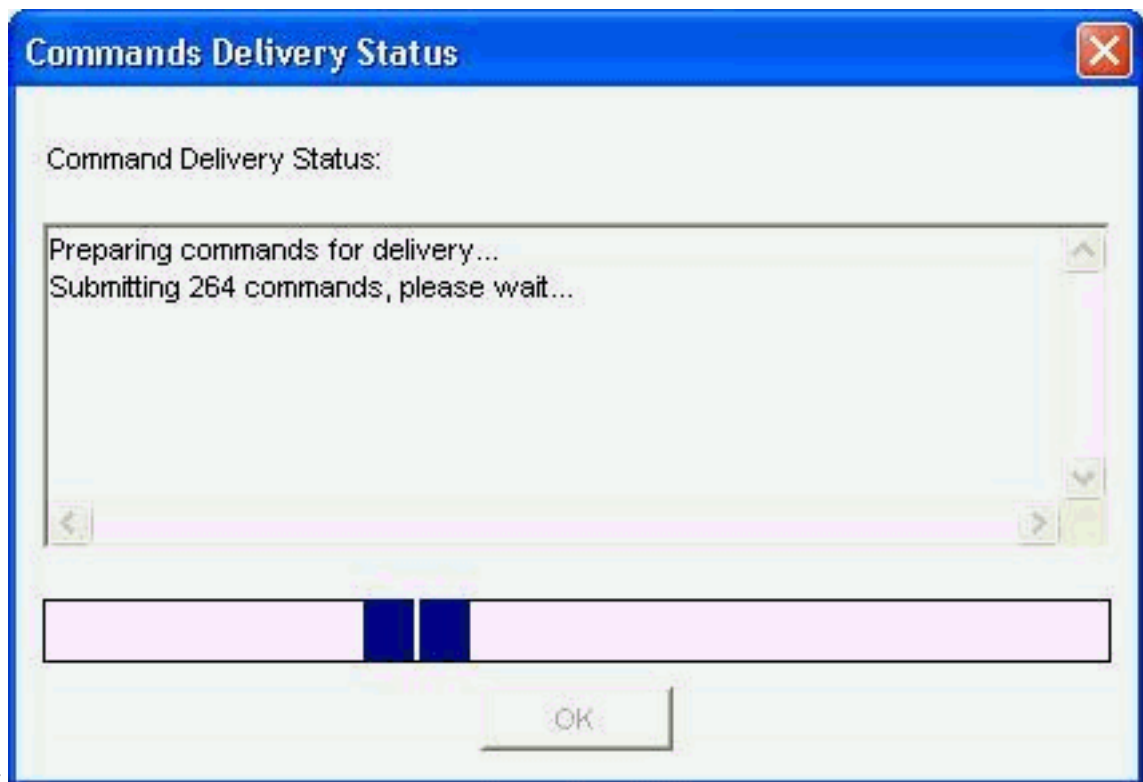 Commands Delivery Status
Command Delivery Status:
Preparing commands for delivery...
Submitting 264 commands, please wait...
OK